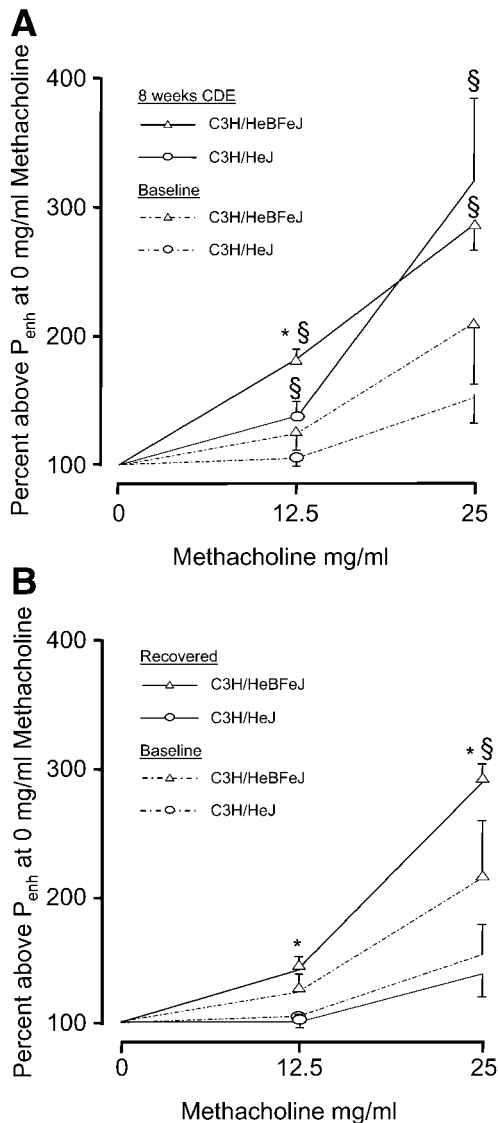 A
Percent above Penh at 0 mg/ml Methacholine
400
300
200
100
8 weeks CDE
C3H/HeBFeJ
C3H/HeJ
Baseline
C3H/HeBFeJ
C3H/HeJ
§
§
* §
§
0
12.5
25
Methacholine mg/ml
B
Percent above Penh at 0 mg/ml Methacholine
400
300
200
100
Recovered
C3H/HeBFeJ
C3H/HeJ
Baseline
C3H/HeBFeJ
C3H/HeJ
* §
*
0
12.5
25
Methacholine mg/ml